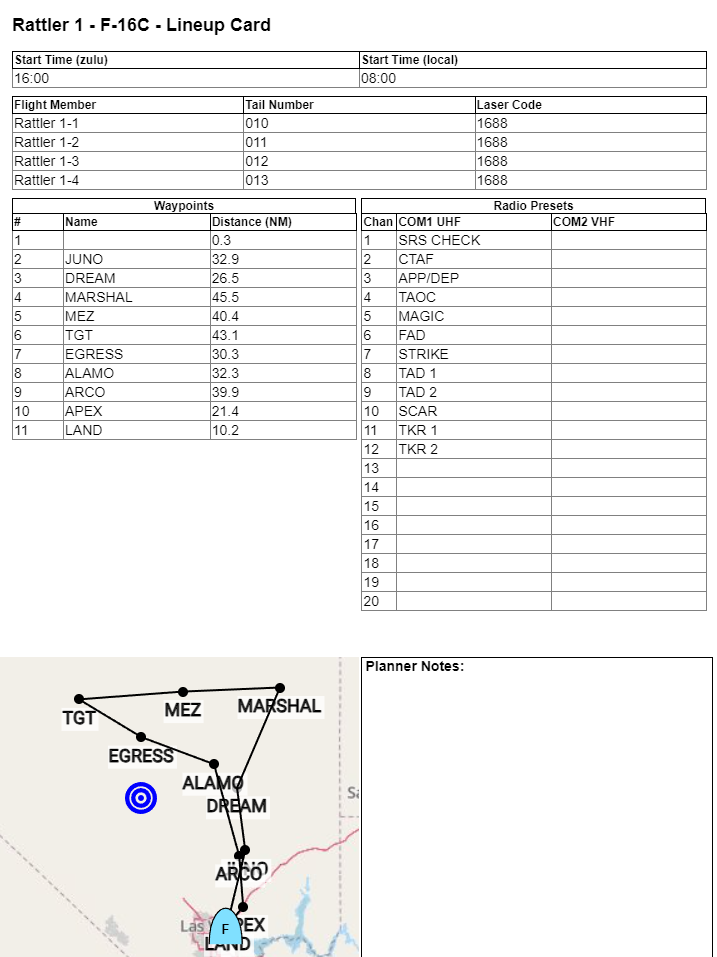 Rattler 1 - F-16C - Lineup Card
Start Time (zulu) Start Time (local)
16:00 08:00
Flight Member Tail Number Laser Code
Rattler 1-1 010 1688
Rattler 1-2 011 1688
Rattler 1-3 012 1688
Rattler 1-4 013 1688
Waypoints
# Name Distance (NM)
1 0.3
2 JUNO 32.9
3 DREAM 26.5
4 MARSHAL 45.5
5 MEZ 40.4
6 TGT 43.1
7 EGRESS 30.3
8 ALAMO 32.3
9 ARCO 39.9
10 APEX 21.4
11 LAND 10.2
Radio Presets
Chan COM1 UHF COM2 VHF
1 SRS CHECK
2 CTAF
3 APP/DEP
4 TAOC
5 MAGIC
6 FAD
7 STRIKE
8 TAD 1
9 TAD 2
10 SCAR
11 TKR 1
12 TKR 2
13
14
15
16
17
18
19
20
TGT
MEZ
MARSHAL
EGRESS
ALAMO
DREAM
ARCO
Las
F
LAND
Planner Notes: